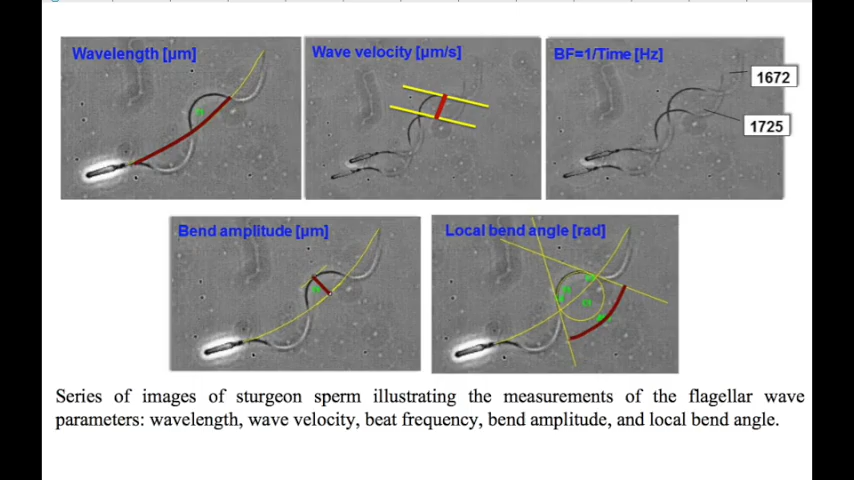 Wavelength [µm]
Wave velocity [µm/s]
BF=1/Time [Hz]
1672
1725
Bend amplitude [µm]
Local bend angle [rad]
Series of images of sturgeon sperm illustrating the measurements of the flagellar wave
parameters: wavelength, wave velocity, beat frequency, bend amplitude, and local bend angle.